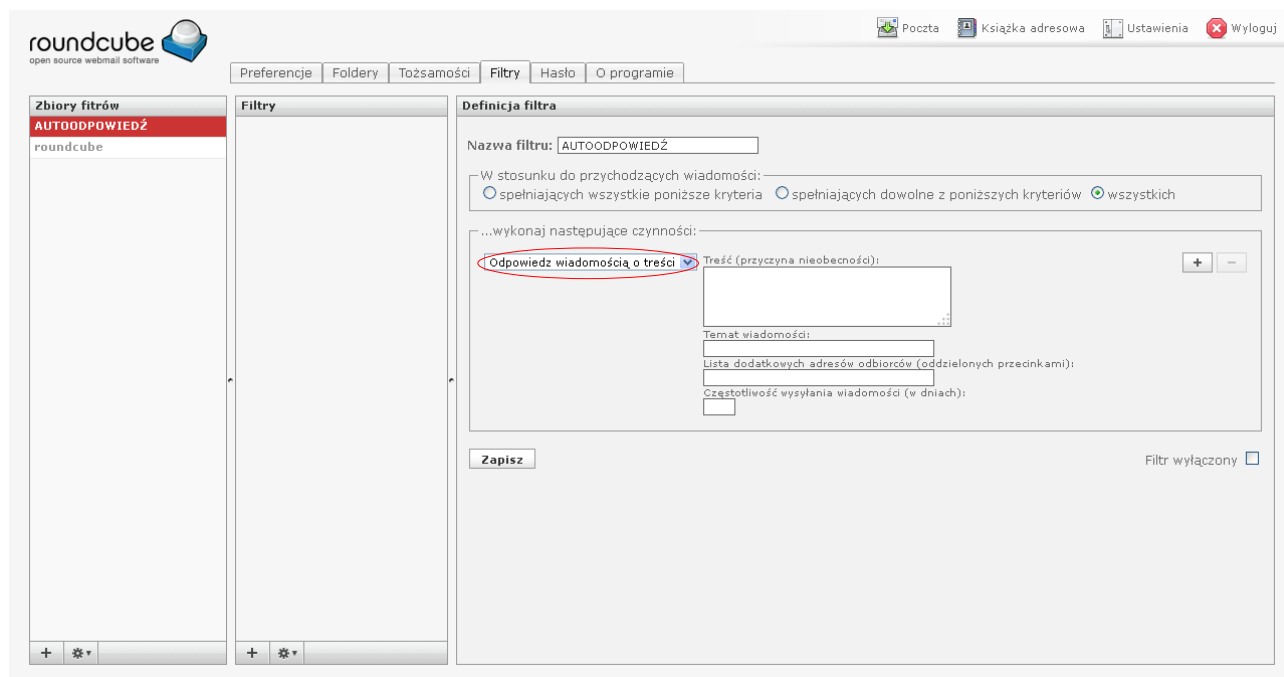 roundcube
open source webmail software
Poczta Książka adresowa Ustawienia Wyloguj
Preferencje Foldery Tożsamości Filtry Hasło O programie
Zbiory fitrów
AUTOODPOWIEDŹ
roundcube
Filtry
Definicja filtra
Nazwa filtru: AUTOODPOWIEDŹ
W stosunku do przychodzących wiadomości:
spełniających wszystkie poniższe kryteria spełniających dowolne z poniższych kryteriów wszystkich
...wykonaj następujące czynności:
Odpowiedz wiadomością o treści
Treść (przyczyna nieobecności):
+ −
Temat wiadomości:
Lista dodatkowych adresów odbiorców (oddzielonych przecinkami):
Częstotliwość wysyłania wiadomości (w dniach):
Zapisz
Filtr wyłączony
+
+